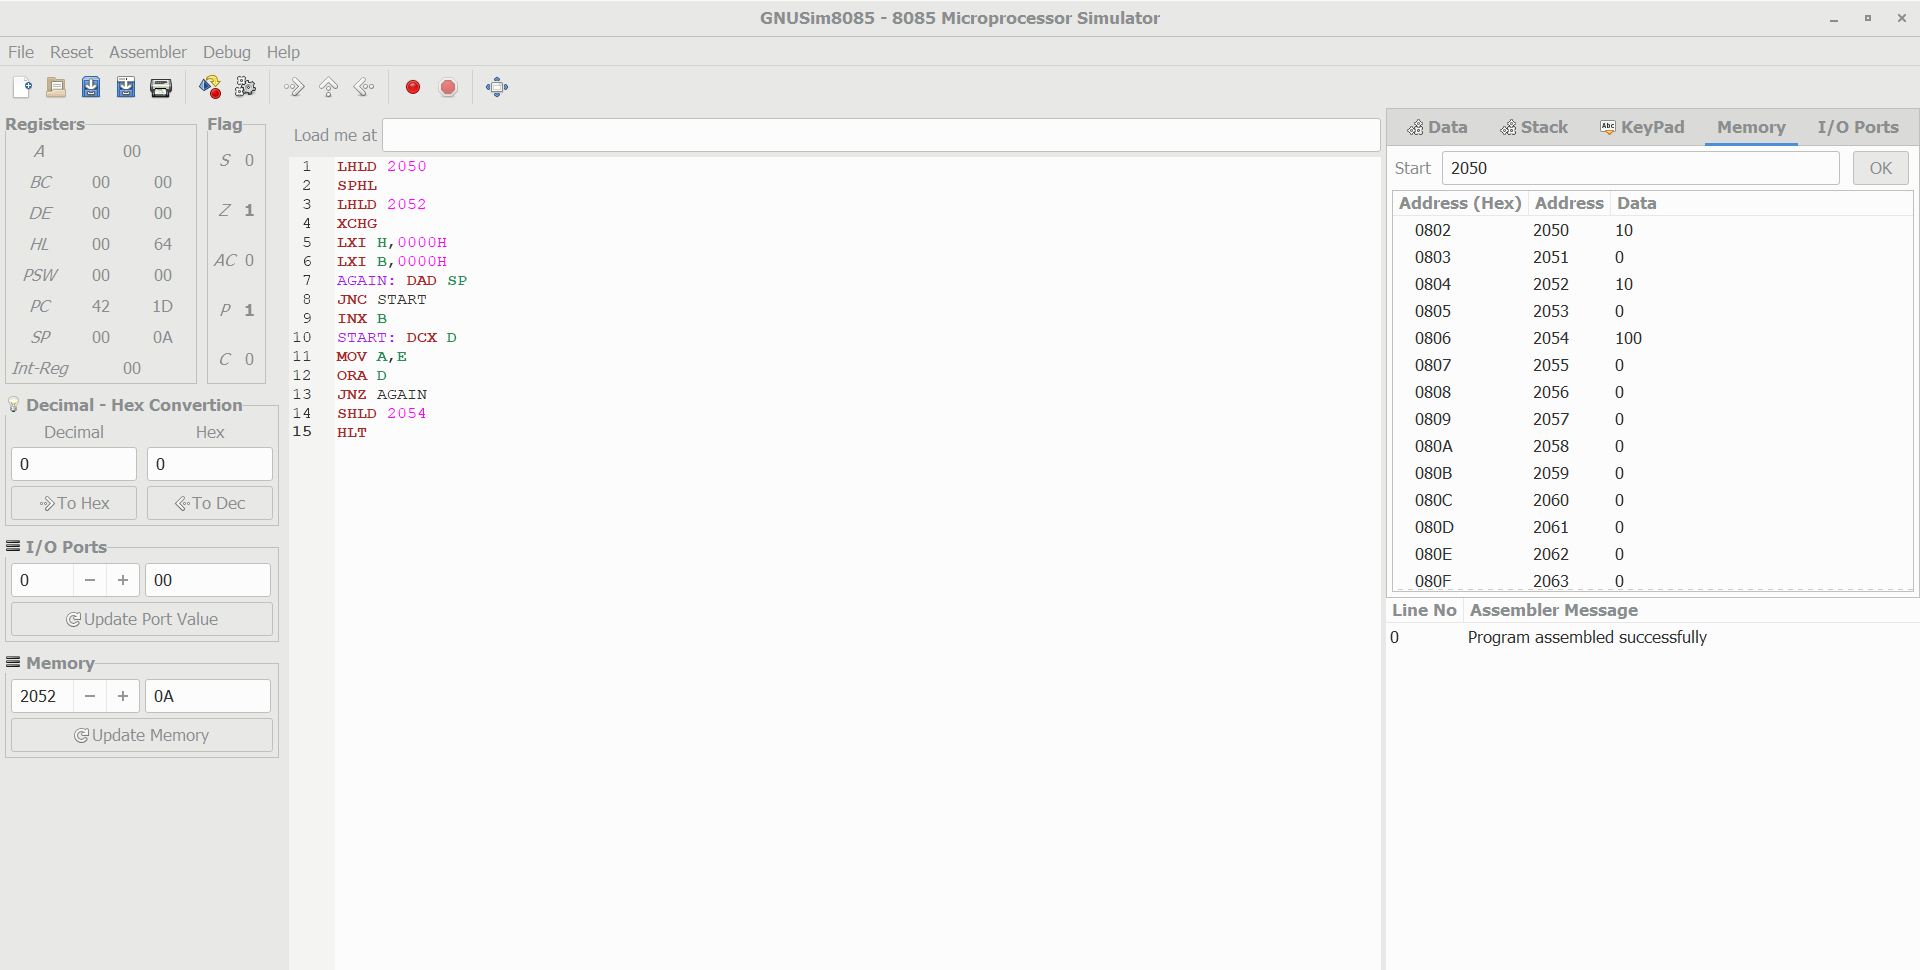 GNUSim8085 - 8085 Microprocessor Simulator
File Reset Assembler Debug Help
Registers
A 00
BC 00 00
DE 00 00
HL 00 64
PSW 00 00
PC 42 1D
SP 00 0A
Int-Reg 00
Flag
S 0
Z 1
AC 0
P 1
C 0
Decimal - Hex Convertion
Decimal Hex
0 0
To Hex To Dec
I/O Ports
0 − + 00
Update Port Value
Memory
2052 − + 0A
Update Memory
Load me at
1 LHLD 2050
2 SPHL
3 LHLD 2052
4 XCHG
5 LXI H,0000H
6 LXI B,0000H
7 AGAIN: DAD SP
8 JNC START
9 INX B
10 START: DCX D
11 MOV A,E
12 ORA D
13 JNZ AGAIN
14 SHLD 2054
15 HLT
Data Stack Abc KeyPad Memory I/O Ports
Start 2050 OK
Address (Hex) Address Data
0802 2050 10
0803 2051 0
0804 2052 10
0805 2053 0
0806 2054 100
0807 2055 0
0808 2056 0
0809 2057 0
080A 2058 0
080B 2059 0
080C 2060 0
080D 2061 0
080E 2062 0
080F 2063 0
Line No Assembler Message
0 Program assembled successfully